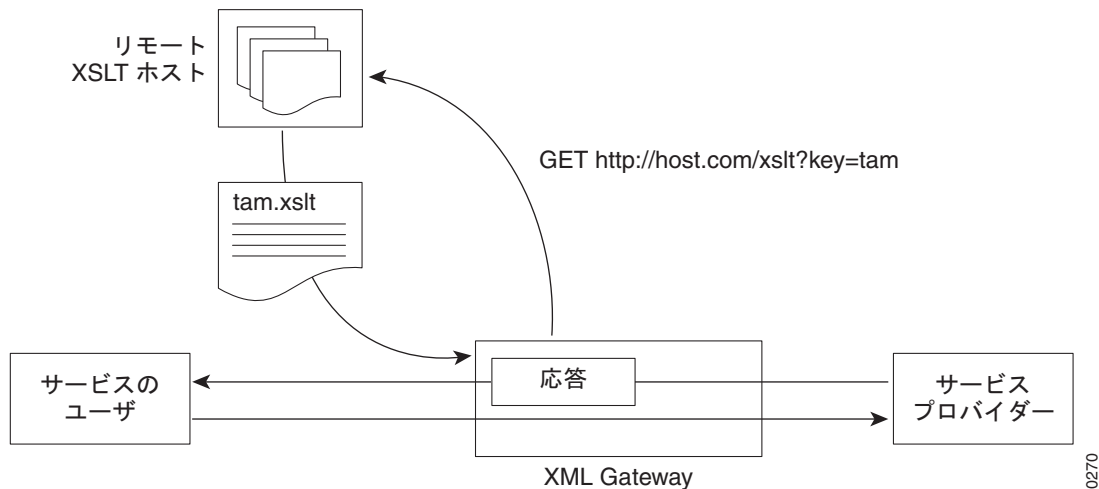 リモート
XSLT ホスト
GET http://host.com/xslt?key=tam
tam.xslt
サービスの
ユーザ
応答
サービス
プロバイダー
XML Gateway
0270